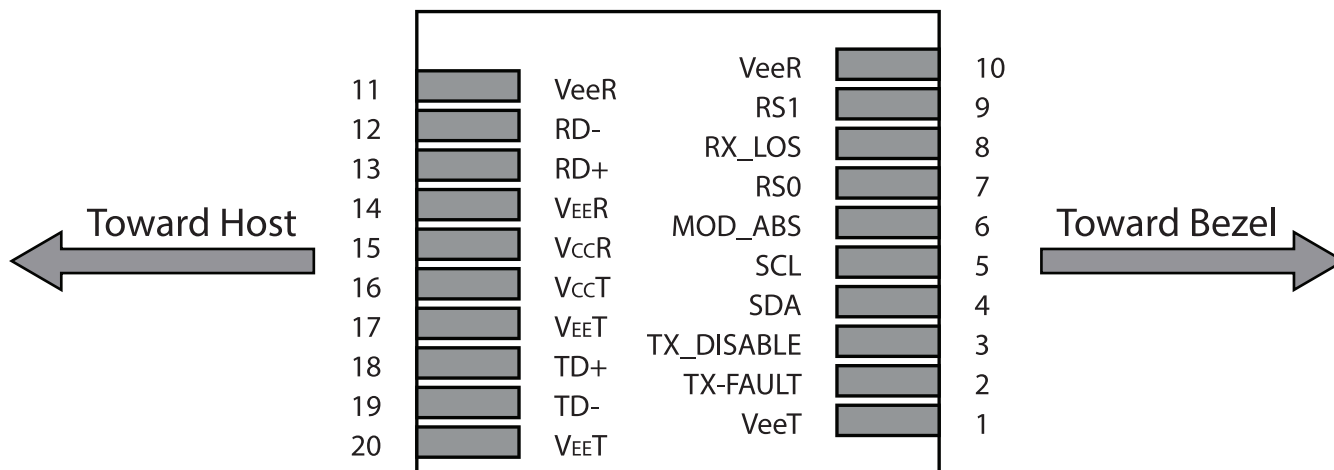 VeeR 10
11 VeeR
RS1 9
12 RD-
RX_LOS 8
13 RD+
RS0 7
14 VEER
Toward Host
MOD_ABS 6
Toward Bezel
15 VCCR
SCL 5
16 VCCT
SDA 4
17 VEET
TX_DISABLE 3
18 TD+
TX-FAULT 2
19 TD-
VeeT 1
20 VEET